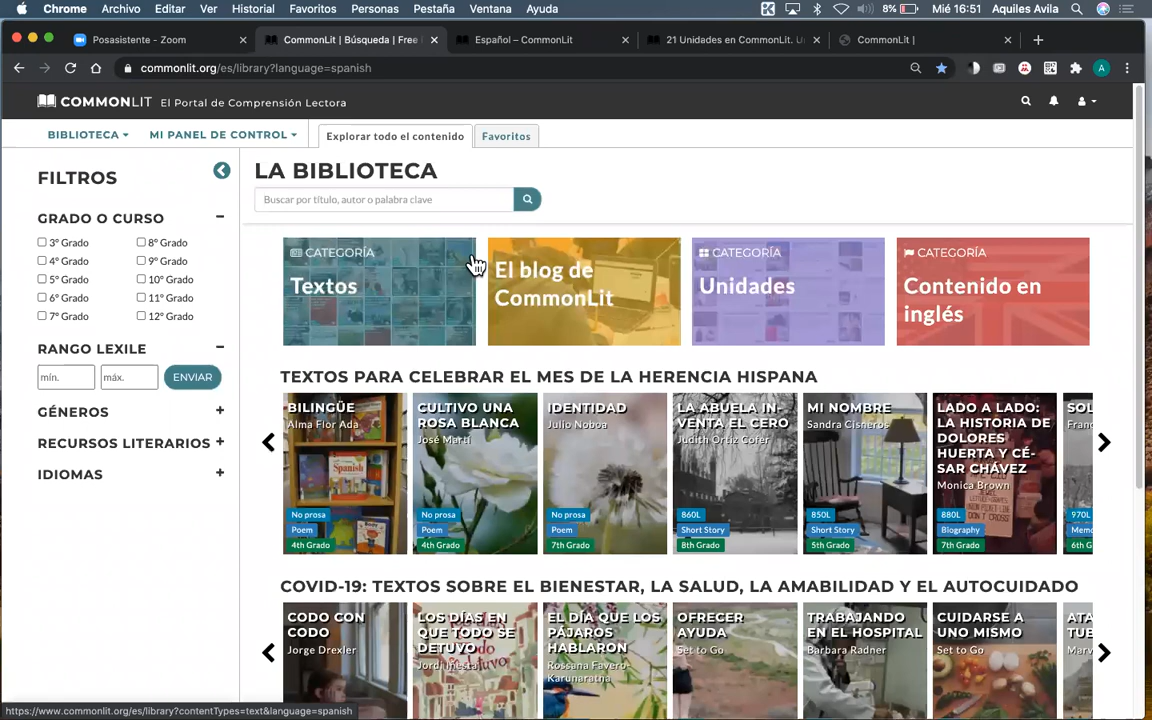 Chrome Archivo Editar Ver Historial Favoritos Personas Pestaña Ventana Ayuda 8% Mié 16:51 Aquiles Avila
Posasistente - Zoom CommonLit | Búsqueda | Free Español – CommonLit 21 Unidades en CommonLit. U CommonLit |
commonlit.org/es/library?language=spanish A
COMMONLIT El Portal de Comprensión Lectora
BIBLIOTECA MI PANEL DE CONTROL Explorar todo el contenido Favoritos
FILTROS
GRADO O CURSO
3º Grado 8º Grado
4º Grado 9º Grado
5º Grado 10º Grado
6º Grado 11º Grado
7º Grado 12º Grado
RANGO LEXILE
mín. máx. ENVIAR
GÉNEROS
RECURSOS LITERARIOS
IDIOMAS
LA BIBLIOTECA
Buscar por título, autor o palabra clave
CATEGORÍA
Textos
El blog de
CommonLit
CATEGORÍA
Unidades
CATEGORÍA
Contenido en
inglés
TEXTOS PARA CELEBRAR EL MES DE LA HERENCIA HISPANA
BILINGÜE
Alma Flor Ada
No prosa
Poem
4th Grado
CULTIVO UNA
ROSA BLANCA
José Martí
No prosa
Poem
4th Grado
IDENTIDAD
Julio Noboa
No prosa
Poem
7th Grado
LA ABUELA IN-
VENTA EL CERO
Judith Ortiz Cofer
860L
Short Story
8th Grado
MI NOMBRE
Sandra Cisneros
850L
Short Story
5th Grado
LADO A LADO:
LA HISTORIA DE
DOLORES
HUERTA Y CÉ-
SAR CHÁVEZ
Monica Brown
880L
Biography
7th Grado
SOL
Fran
970L
Memo
6th G
COVID-19: TEXTOS SOBRE EL BIENESTAR, LA SALUD, LA AMABILIDAD Y EL AUTOCUIDADO
CODO CON
CODO
Jorge Drexler
LOS DÍAS EN
QUE TODO SE
DETUVO
EL DÍA QUE LOS
PÁJAROS
HABLARON
Rossana Favero-
Karunaratna
OFRECER
AYUDA
Set to Go
TRABAJANDO
EN EL HOSPITAL
Barbara Radner
CUIDARSE A
UNO MISMO
Set to Go
ATA
TUB
Marv
https://www.commonlit.org/es/library?contentTypes=text&language=spanish